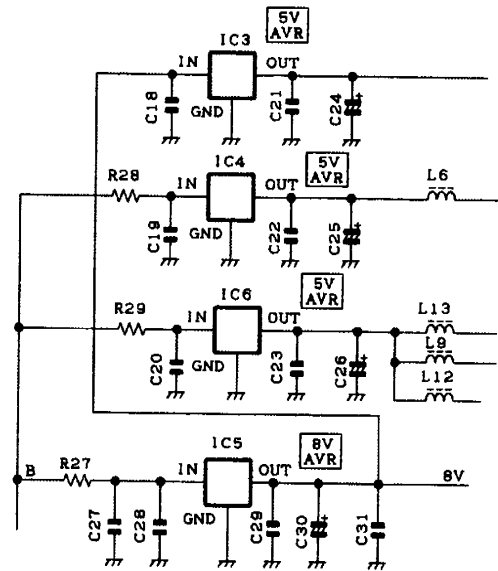 5V
AVR
IC3
IN
OUT
C18
GND
C21
C24
5V
AVR
IC4
R28
IN
OUT
L6
C19
GND
C22
C25
5V
AVR
IC6
R29
IN
OUT
L13
L9
L12
C20
GND
C23
C26
8V
AVR
IC5
B
R27
IN
OUT
8V
C27
C28
GND
C29
C30
C31